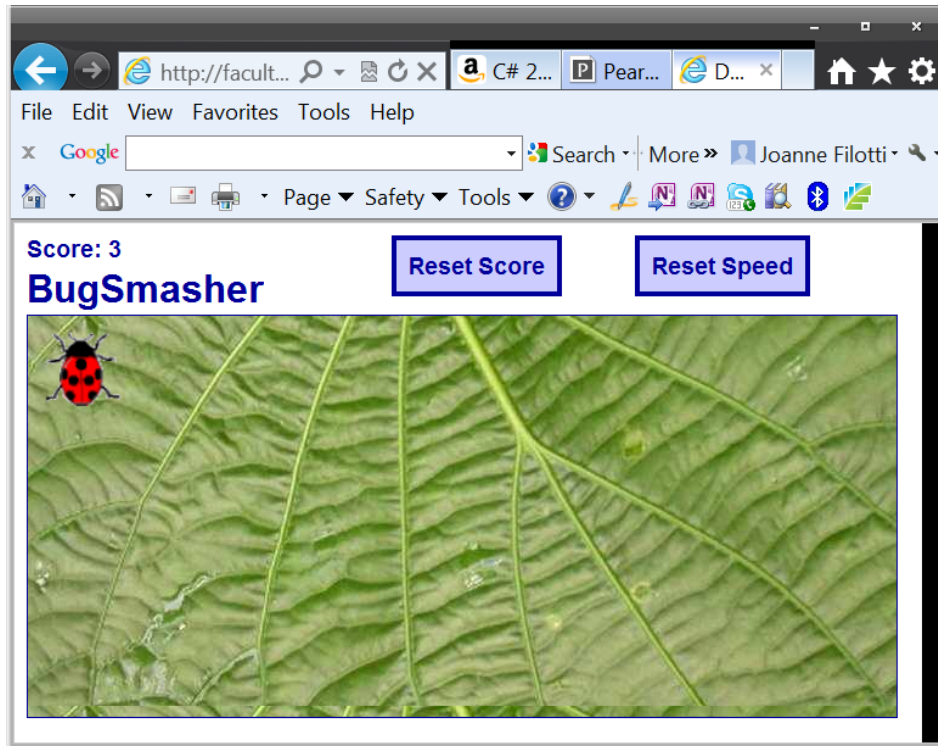 http://facult... C# 2... Pear... D...
File Edit View Favorites Tools Help
x Google Search More » Joanne Filotti
Page Safety Tools
Score: 3 Reset Score Reset Speed
BugSmasher